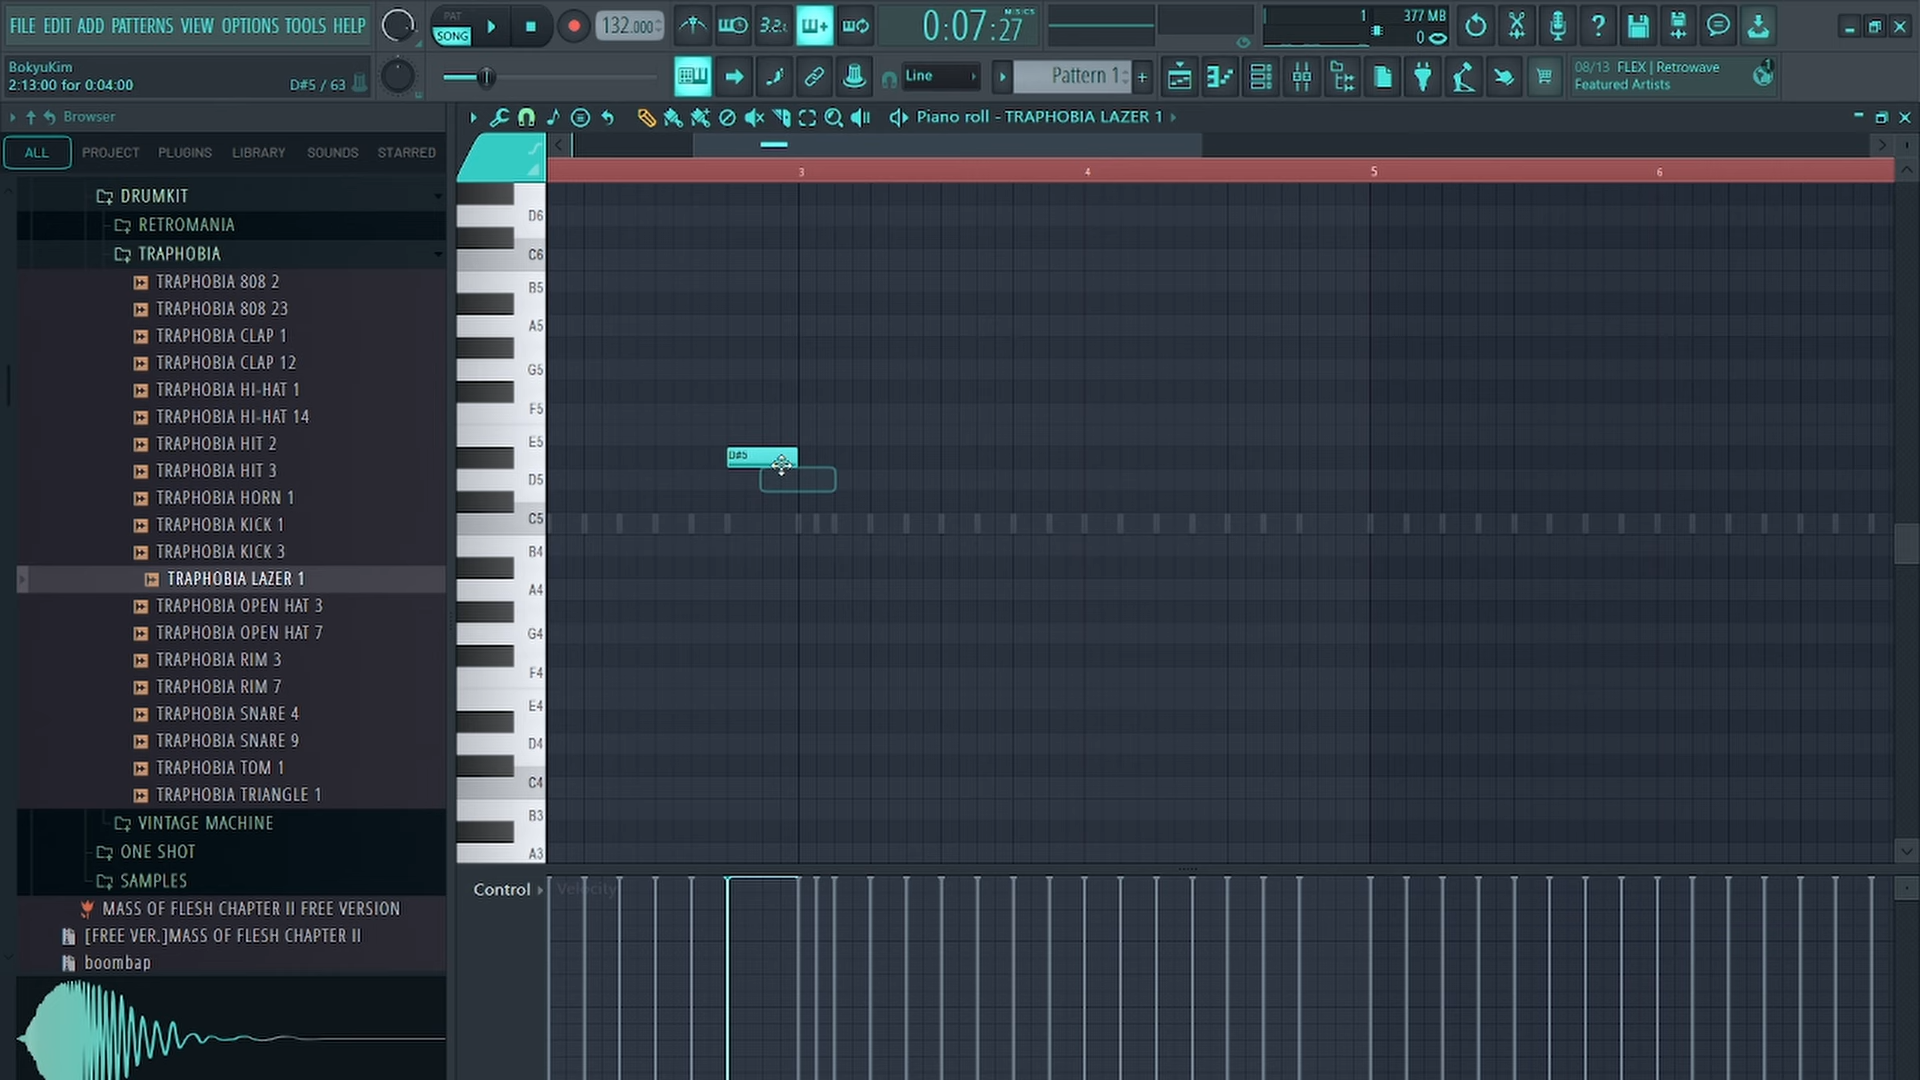 FILE EDIT ADD PATTERNS VIEW OPTIONS TOOLS HELP
PAT
SONG
132.000
3.2
0:07:27
M:S:CS
1
377 MB
0
BokyuKim
2:13:00 for 0:04:00
D#5 / 63
Line
Pattern 1
+
08/13 FLEX | Retrowave
Featured Artists
1
Browser
Piano roll - TRAPHOBIA LAZER 1
ALL
PROJECT
PLUGINS
LIBRARY
SOUNDS
STARRED
DRUMKIT
RETROMANIA
TRAPHOBIA
TRAPHOBIA 808 2
TRAPHOBIA 808 23
TRAPHOBIA CLAP 1
TRAPHOBIA CLAP 12
TRAPHOBIA HI-HAT 1
TRAPHOBIA HI-HAT 14
TRAPHOBIA HIT 2
TRAPHOBIA HIT 3
TRAPHOBIA HORN 1
TRAPHOBIA KICK 1
TRAPHOBIA KICK 3
TRAPHOBIA LAZER 1
TRAPHOBIA OPEN HAT 3
TRAPHOBIA OPEN HAT 7
TRAPHOBIA RIM 3
TRAPHOBIA RIM 7
TRAPHOBIA SNARE 4
TRAPHOBIA SNARE 9
TRAPHOBIA TOM 1
TRAPHOBIA TRIANGLE 1
VINTAGE MACHINE
ONE SHOT
SAMPLES
MASS OF FLESH CHAPTER II FREE VERSION
[FREE VER.]MASS OF FLESH CHAPTER II
boombap
3
4
5
6
D6
C6
B5
A5
G5
F5
E5
D#5
D5
C5
B4
A4
G4
F4
E4
D4
C4
B3
A3
Control
Velocity